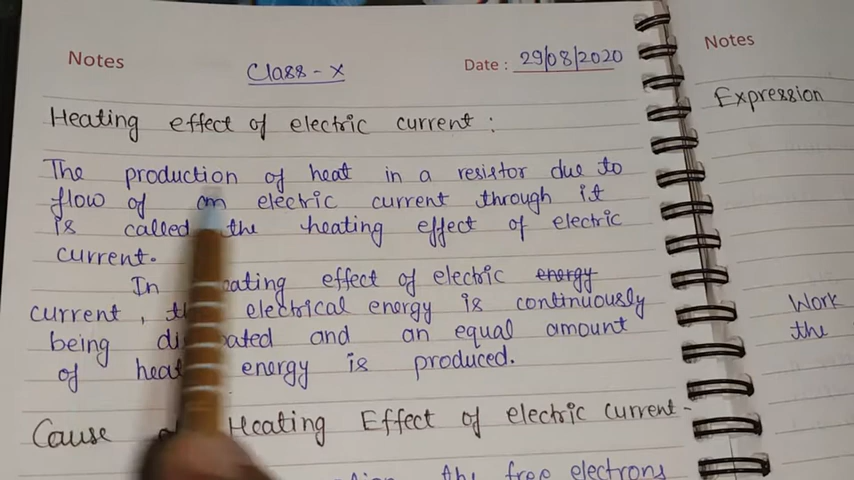 Notes
Class - X
Date : 29/08/2020
Heating effect of electric current :
The production of heat in a resistor due to
flow of an electric current through it
is called the heating effect of electric
current.
In effect of electric energy
current, electrical energy is continuously
being and an equal amount
of heat energy is produced.
Cause Heating Effect of electric current-
the free electrons
Notes
Expression
Work
the